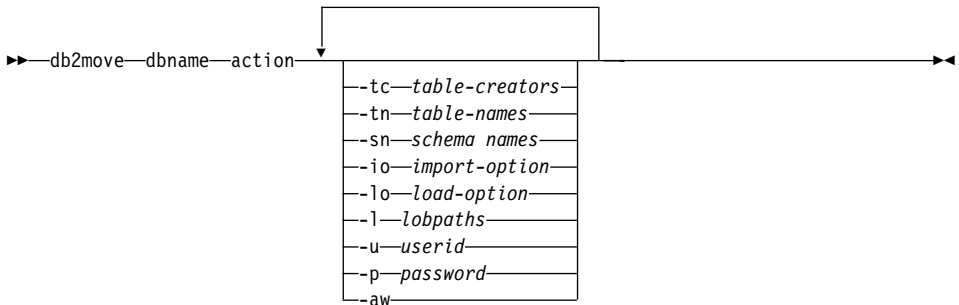 db2move dbname action
-tc table-creators
-tn table-names
-sn schema names
-io import-option
-lo load-option
-l lobpaths
-u userid
-p password
-aw